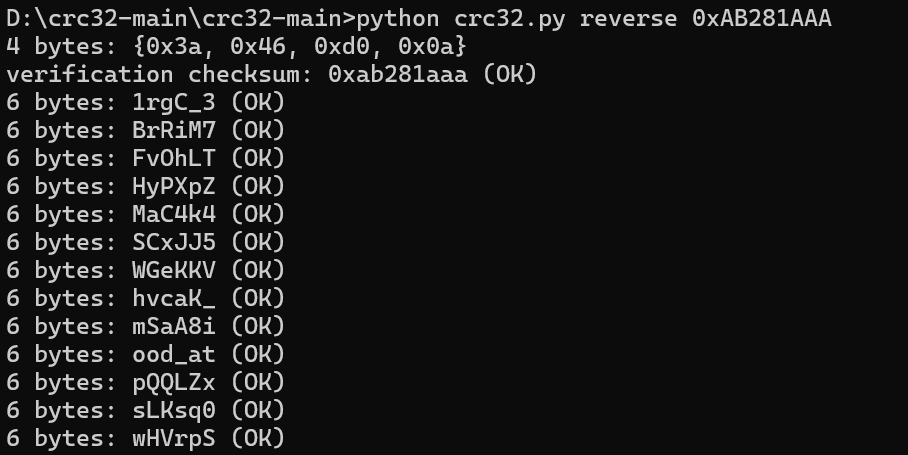 D:\crc32-main\crc32-main>python crc32.py reverse 0xAB281AAA
4 bytes: {0x3a, 0x46, 0xd0, 0x0a}
verification checksum: 0xab281aaa (OK)
6 bytes: 1rgC_3 (OK)
6 bytes: BrRiM7 (OK)
6 bytes: FvOhLT (OK)
6 bytes: HyPXpZ (OK)
6 bytes: MaC4k4 (OK)
6 bytes: SCxJJ5 (OK)
6 bytes: WGeKKV (OK)
6 bytes: hvcaK_ (OK)
6 bytes: mSaA8i (OK)
6 bytes: ood_at (OK)
6 bytes: pQQLZx (OK)
6 bytes: sLKsq0 (OK)
6 bytes: wHVrpS (OK)